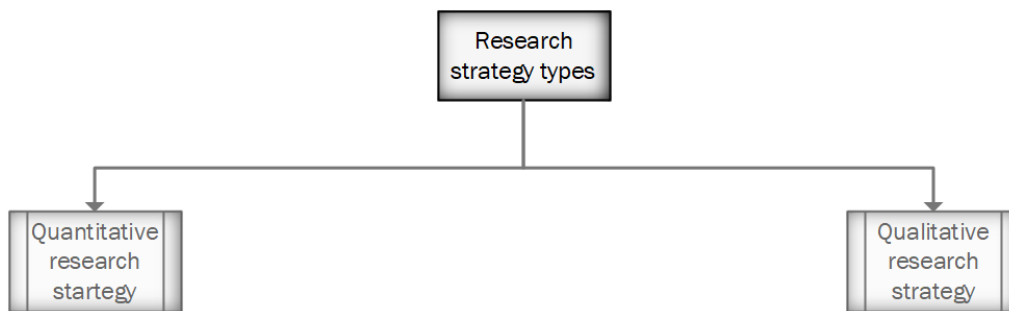 Research
strategy types
Quantitative
research
startegy
Qualitative
research
strategy